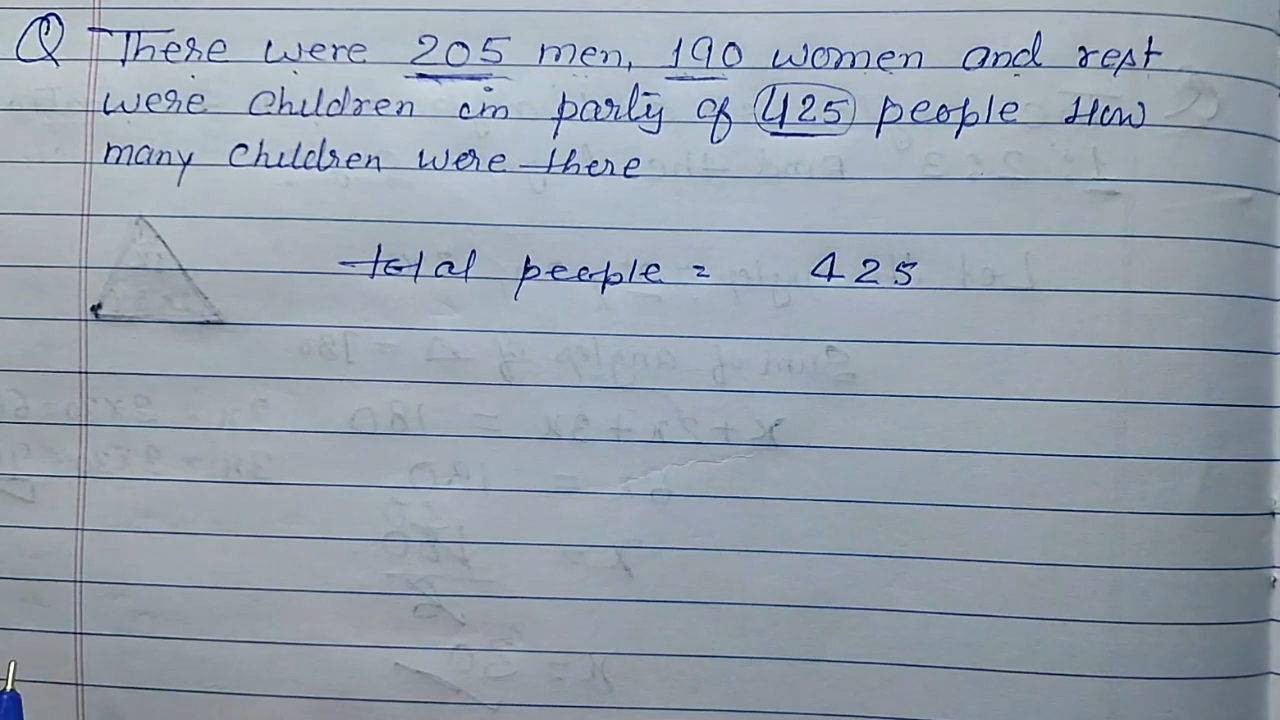 Q There were 205 men, 190 women and rest
were children in party of 425 people How
many children were there
total people = 425